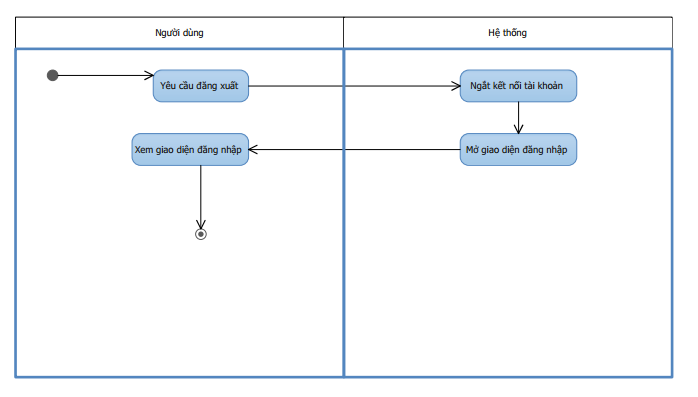 Người dùng
Hệ thống
Yêu cầu đăng xuất
Ngắt kết nối tài khoản
Xem giao diện đăng nhập
Mở giao diện đăng nhập